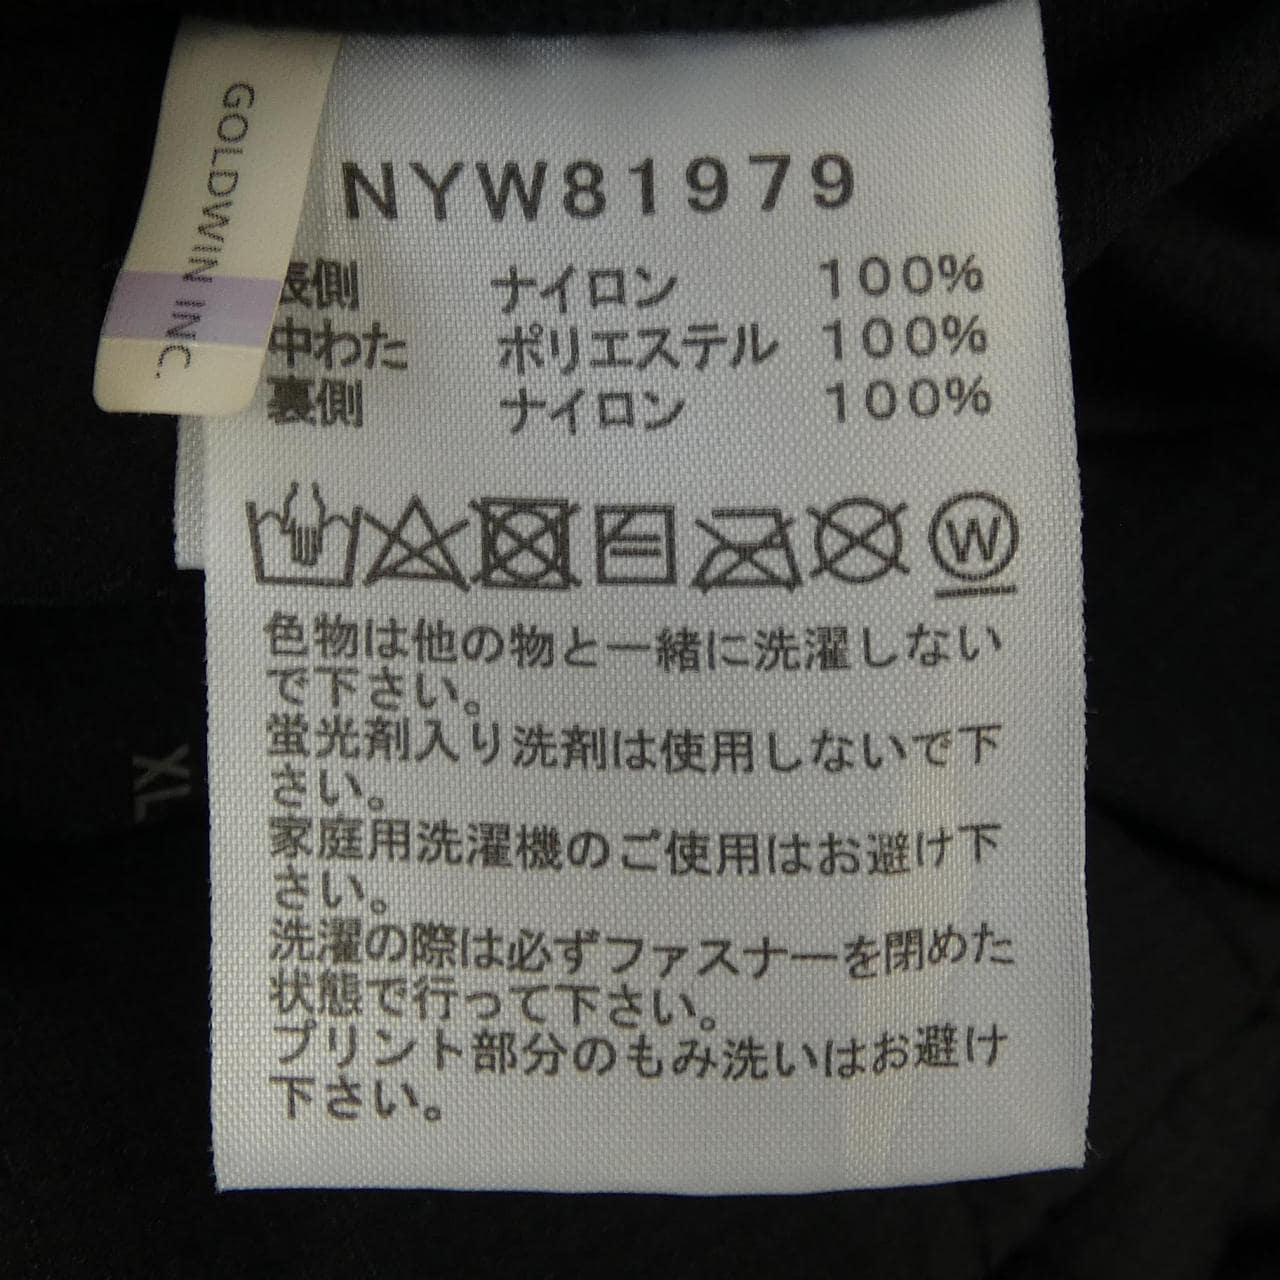 GOLDWIN INC.
NYW81979
表側 ナイロン 100%
中わた ポリエステル 100%
裏側 ナイロン 100%
W
色物は他の物と一緒に洗濯しない
で下さい。
蛍光剤入り洗剤は使用しないで下
さい。
家庭用洗濯機のご使用はお避け下
さい。
洗濯の際は必ずファスナーを閉めた
状態で行って下さい。
プリント部分のもみ洗いはお避け
下さい。
XL